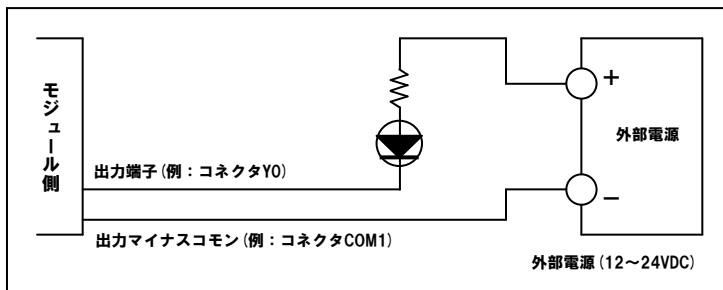 モジュール側
+
外部電源
出力端子(例：コネクタY0)
−
出力マイナスコモン(例：コネクタCOM1)
外部電源(12～24VDC)